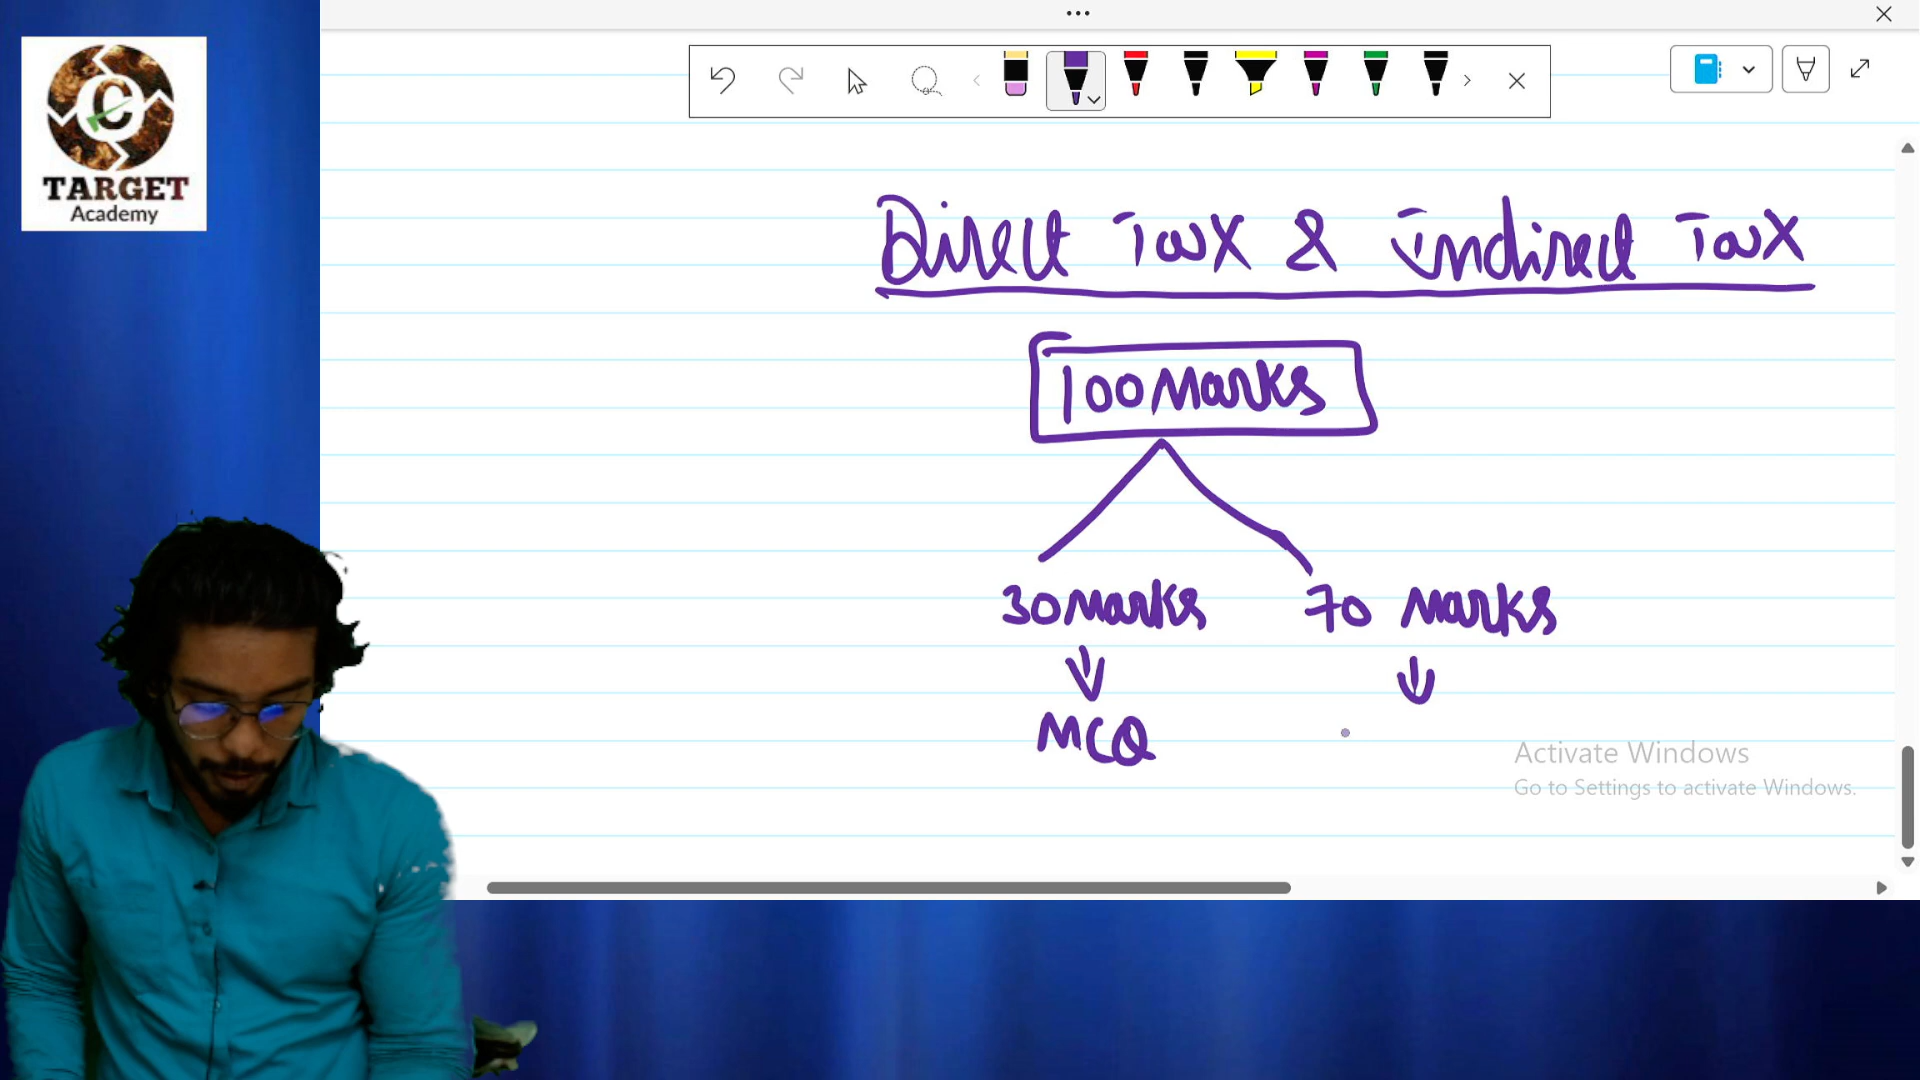 TARGET
Academy
Direct Tax & indirect Tax
100 Marks
30 Marks 70 Marks
MCQ
Activate Windows
Go to Settings to activate Windows.